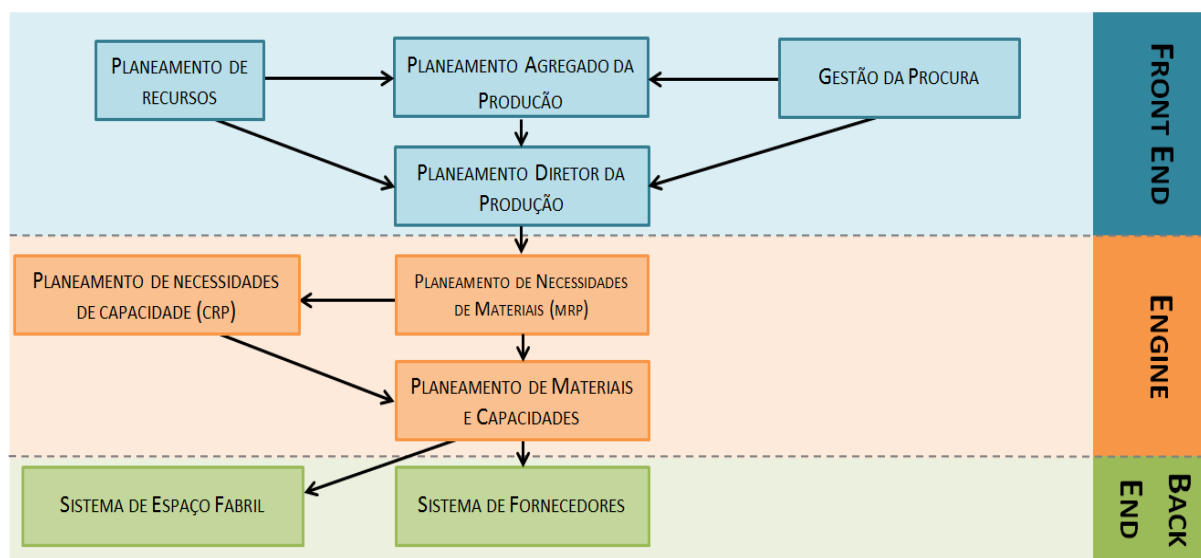 PLANEAMENTO DE
RECURSOS
PLANEAMENTO AGREGADO DA
PRODUCÃO
GESTÃO DA PROCURA
PLANEAMENTO DIRETOR DA
PRODUÇÃO
FRONT END
PLANEAMENTO DE NECESSIDADES
DE CAPACIDADE (CRP)
PLANEAMENTO DE NECESSIDADES
DE MATERIAIS (MRP)
PLANEAMENTO DE MATERIAIS
E CAPACIDADES
ENGINE
SISTEMA DE ESPAÇO FABRIL
SISTEMA DE FORNECEDORES
BACK
END